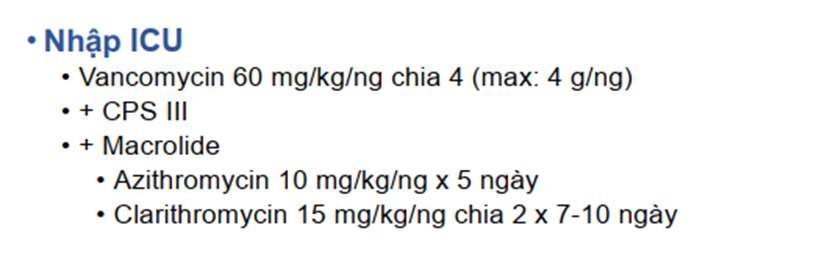 • Nhập ICU
• Vancomycin 60 mg/kg/ng chia 4 (max: 4 g/ng)
• + CPS III
• + Macrolide
• Azithromycin 10 mg/kg/ng x 5 ngày
• Clarithromycin 15 mg/kg/ng chia 2 x 7-10 ngày